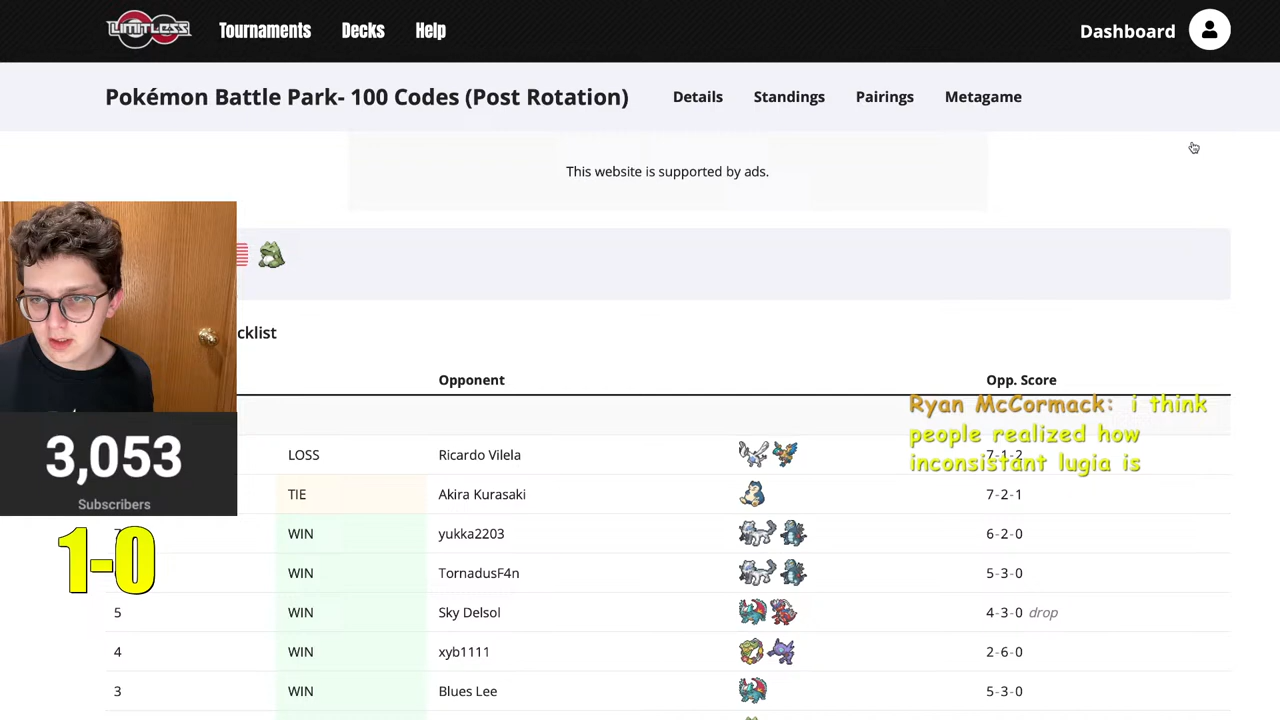 LIMITLESS Tournaments Decks Help Dashboard
Pokémon Battle Park- 100 Codes (Post Rotation) Details Standings Pairings Metagame
This website is supported by ads.
cklist
Opponent Opp. Score
Ryan McCormack: i think
people realized how
inconsistant lugia is
LOSS Ricardo Vilela 7-1-2
TIE Akira Kurasaki 7-2-1
WIN yukka2203 6-2-0
WIN TornadusF4n 5-3-0
5 WIN Sky Delsol 4-3-0 drop
4 WIN xyb1111 2-6-0
3 WIN Blues Lee 5-3-0
3,053
Subscribers
1-0